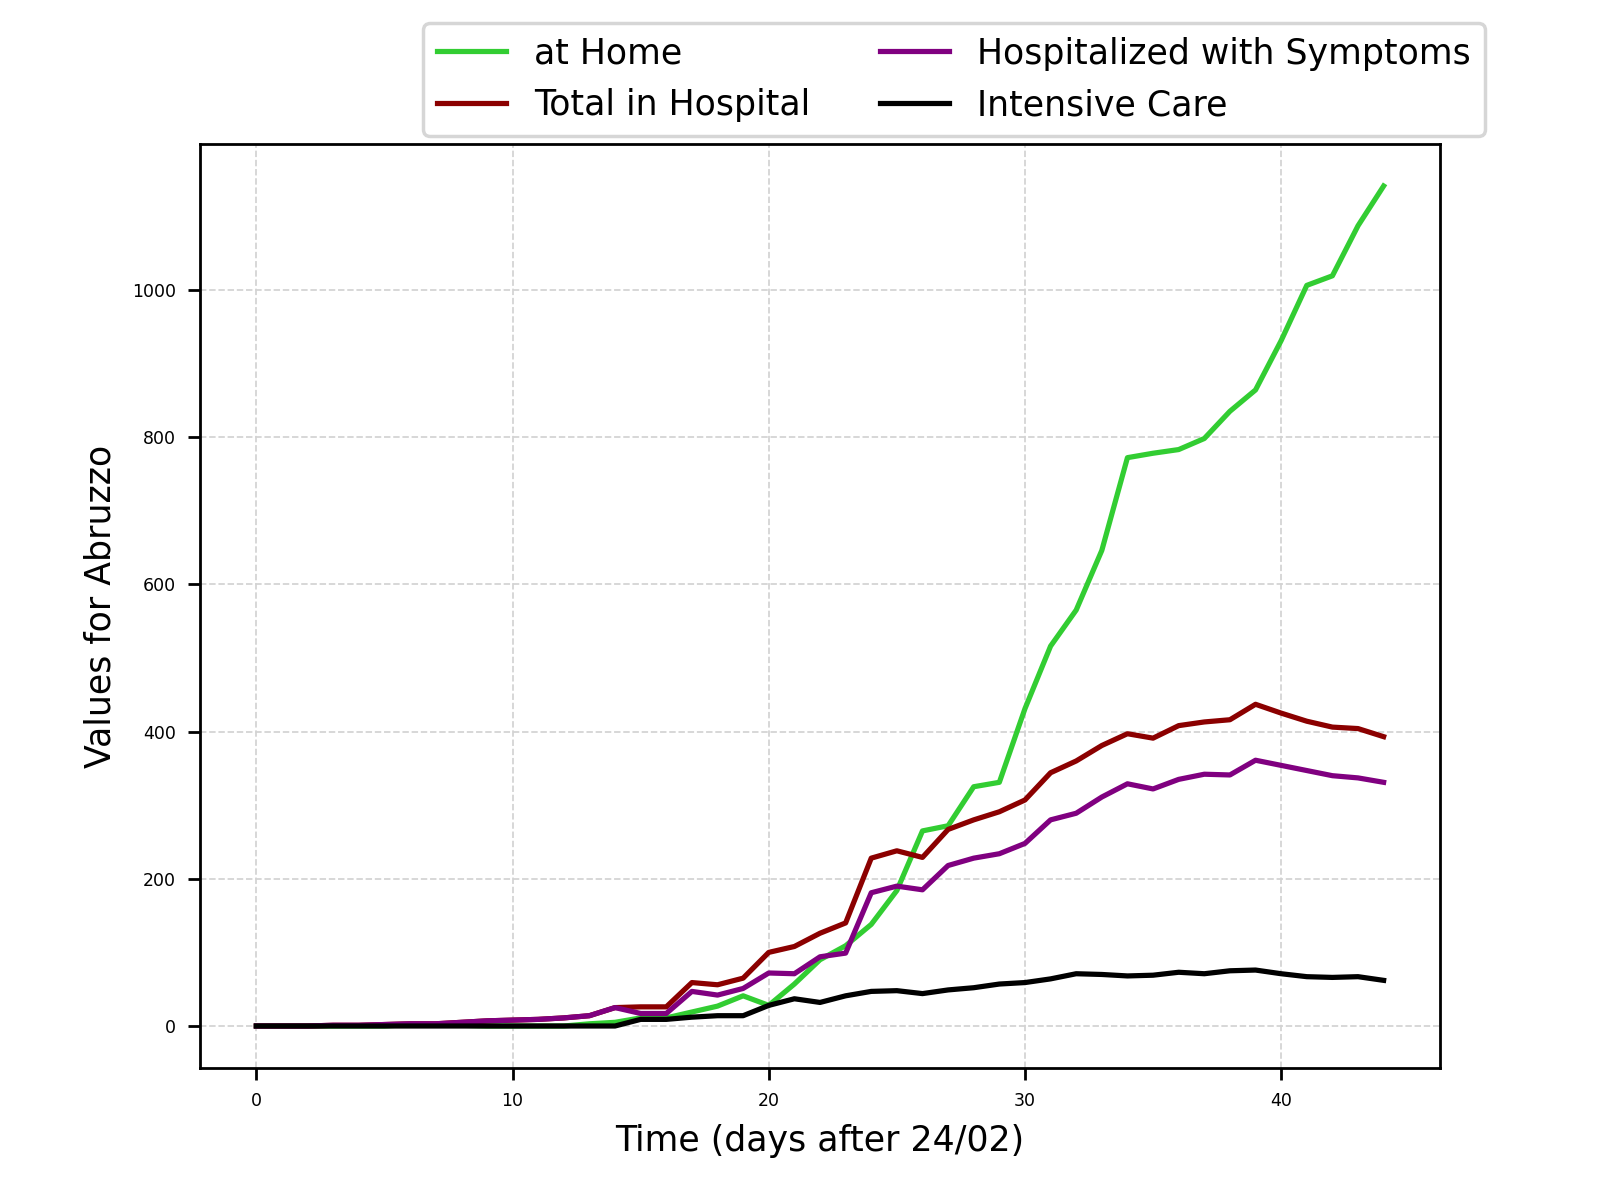 at Home
Total in Hospital
Hospitalized with Symptoms
Intensive Care
Values for Abruzzo
1000
800
600
400
200
0
0 10 20 30 40
Time (days after 24/02)